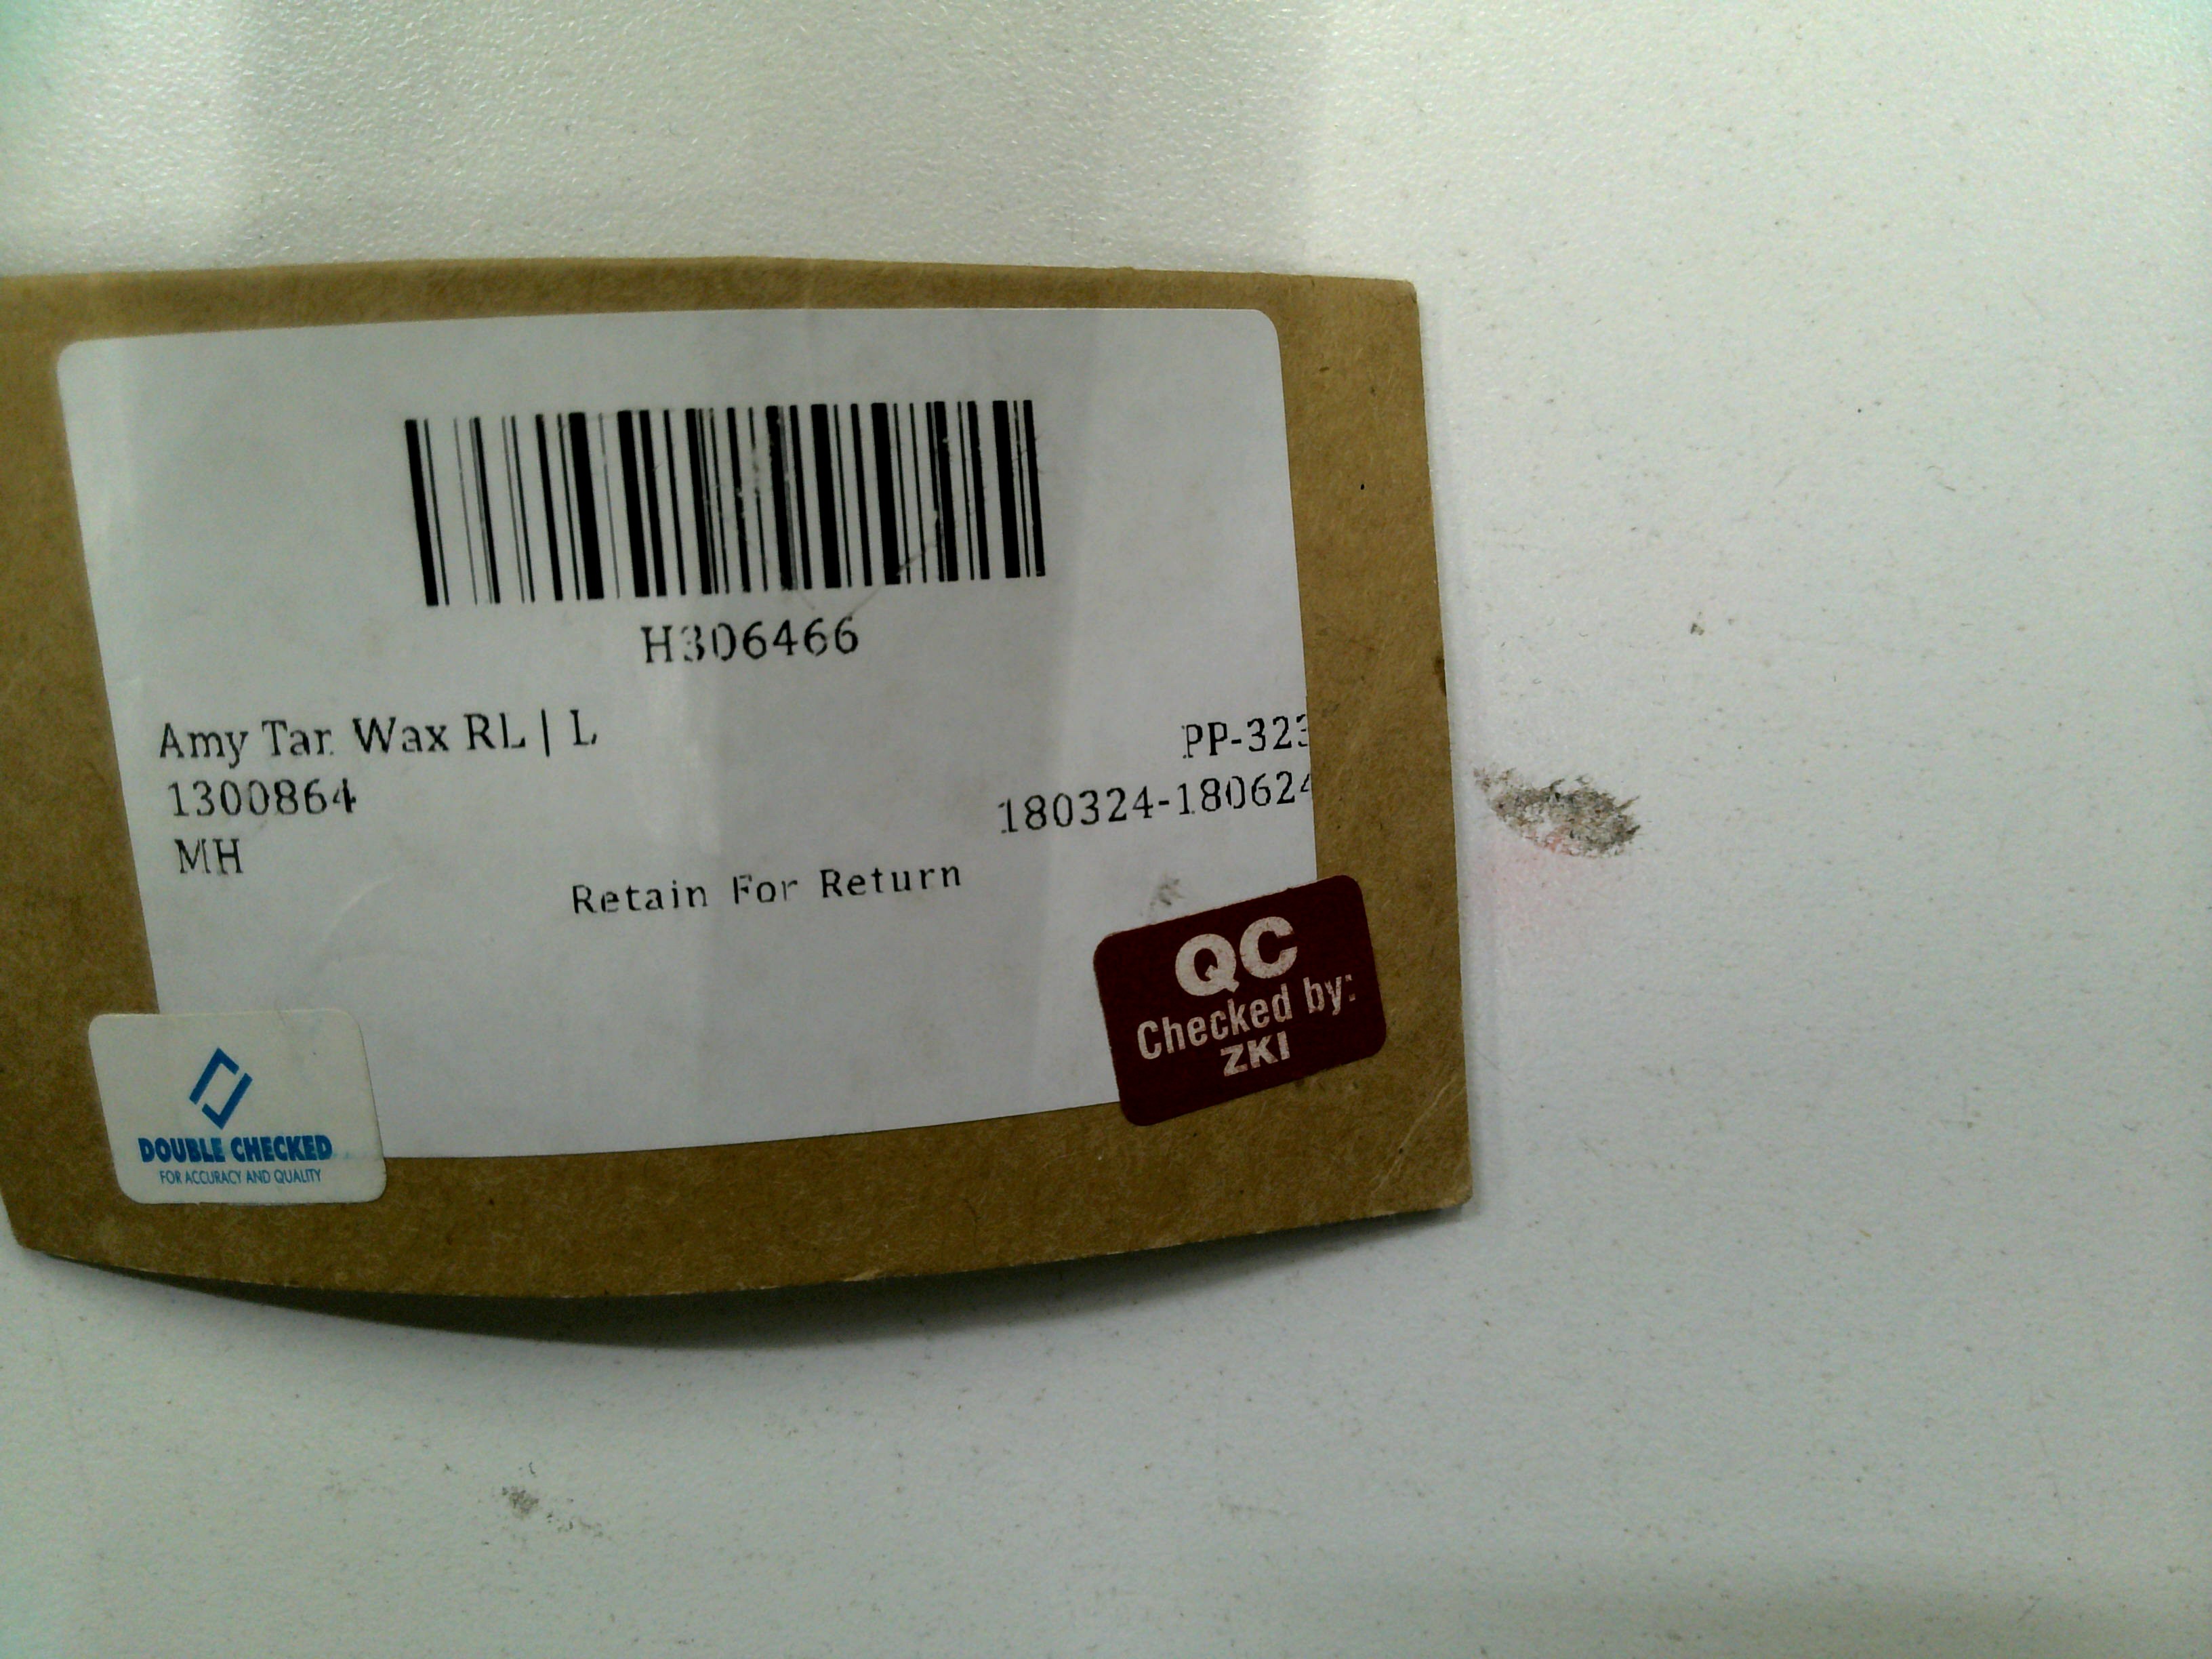 H306466
Amy Tan Wax RL | L
PP-323
1300864
180324-180624
MH
Retain For Return
QC
Checked by:
ZKI
DOUBLE CHECKED
FOR ACCURACY AND QUALITY